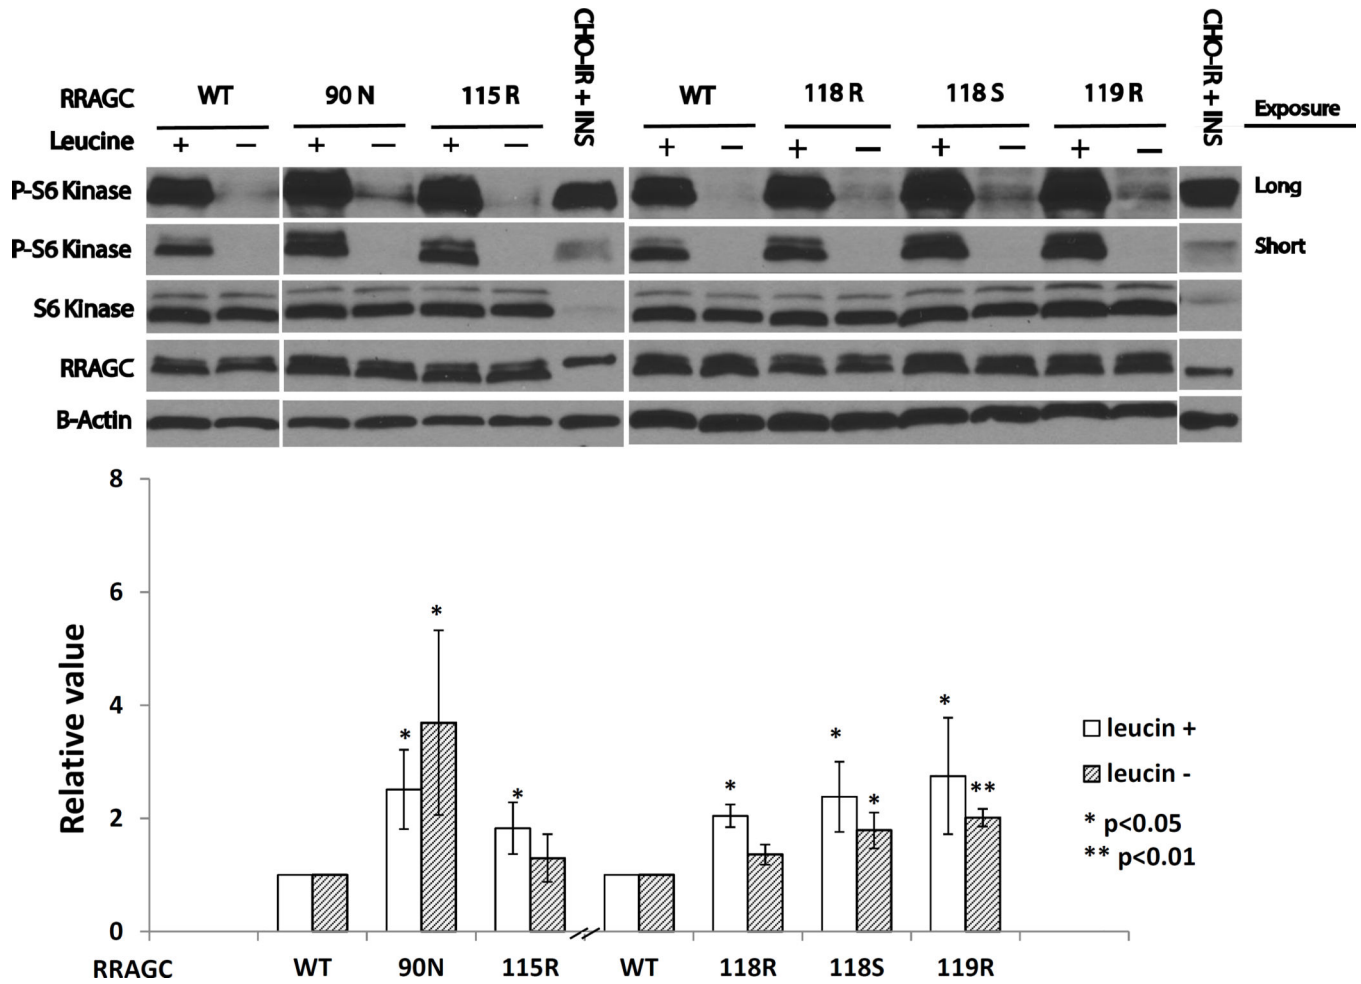 CHO-IR + INS
CHO-IR + INS
RRAGC WT 90 N 115 R WT 118 R 118 S 119 R Exposure
Leucine + — + — + — + — + — + — + —
P-S6 Kinase Long
P-S6 Kinase Short
S6 Kinase
RRAGC
B-Actin
8
6
4
2
0
Relative value
* * * * * * * **
leucin +
leucin -
* p<0.05
** p<0.01
RRAGC WT 90N 115R WT 118R 118S 119R